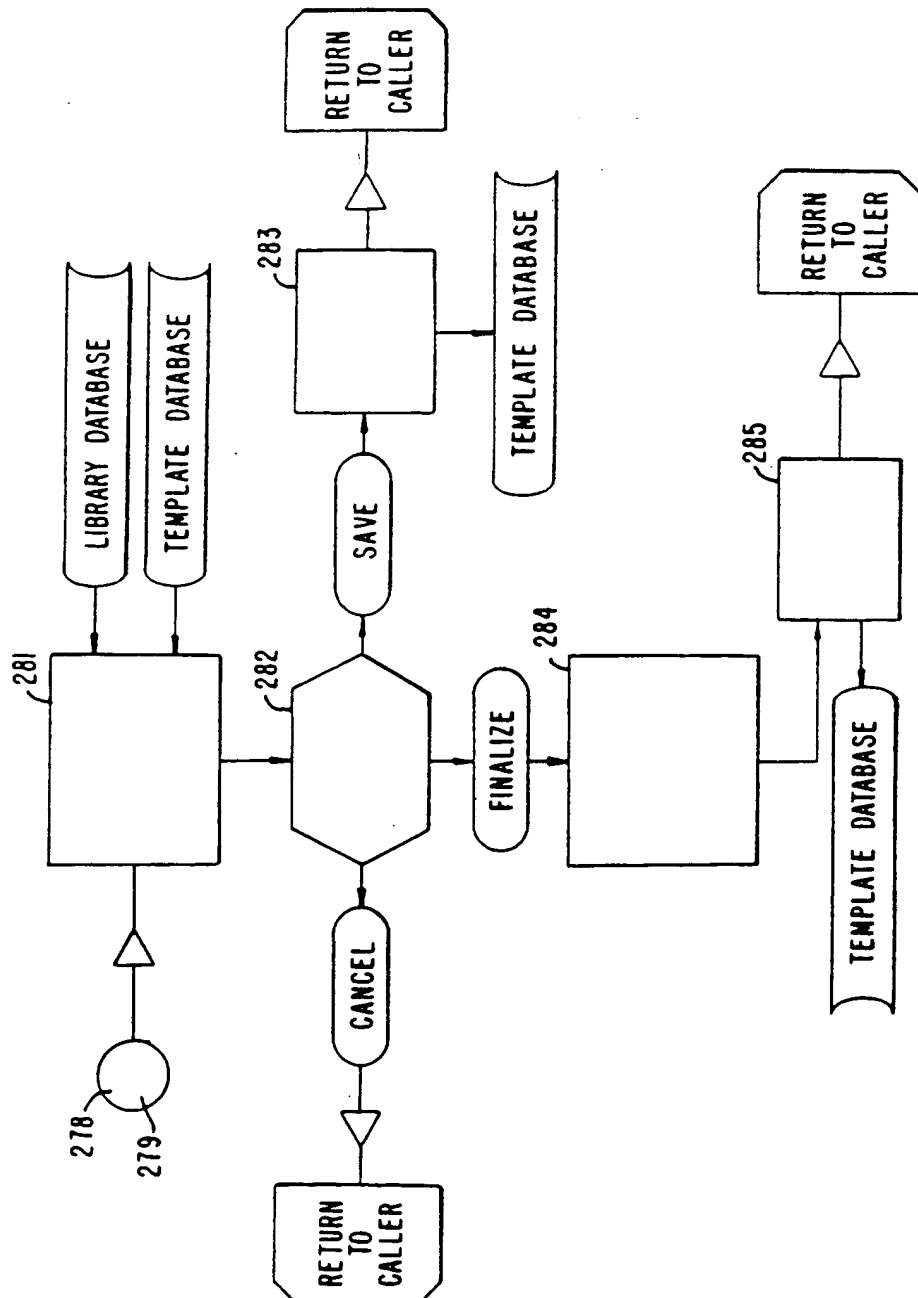 278
279
281
LIBRARY DATABASE
TEMPLATE DATABASE
282
CANCEL
RETURN
TO
CALLER
SAVE
283
RETURN
TO
CALLER
TEMPLATE DATABASE
FINALIZE
284
285
TEMPLATE DATABASE
RETURN
TO
CALLER